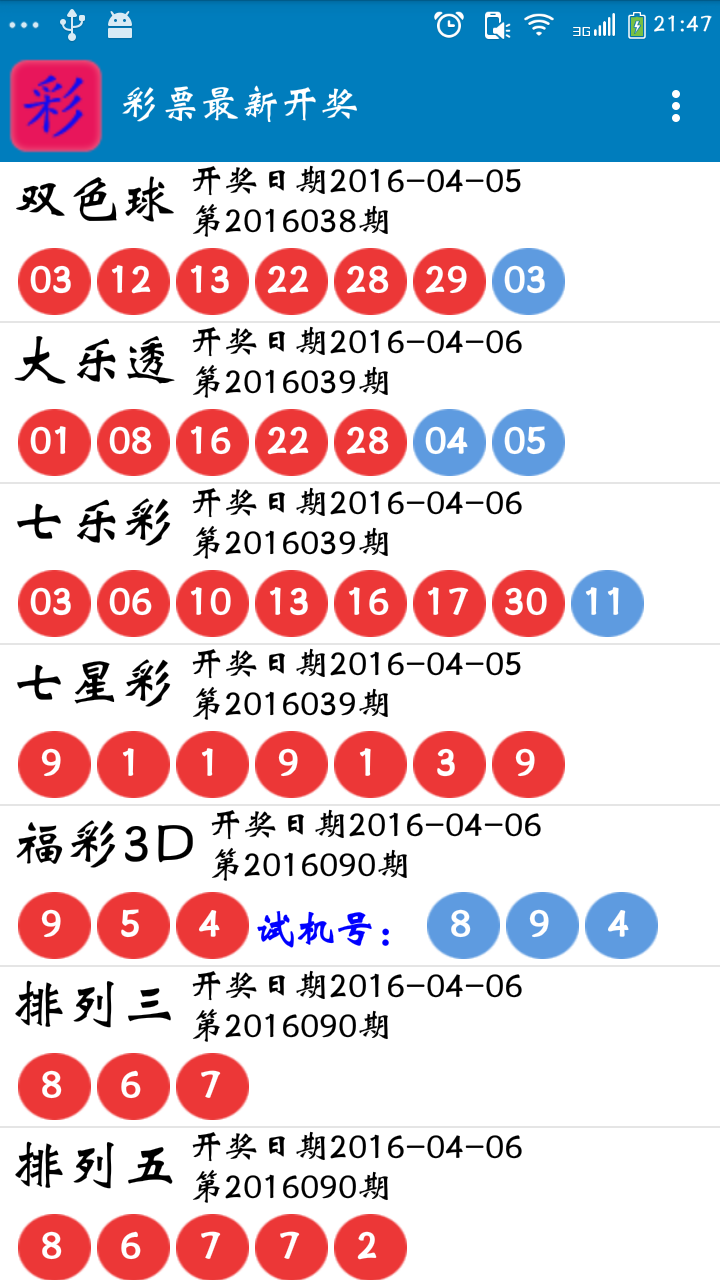 3G 21:47
彩 彩票最新开奖
双色球 开奖日期2016-04-05
第2016038期
03 12 13 22 28 29 03
大乐透 开奖日期2016-04-06
第2016039期
01 08 16 22 28 04 05
七乐彩 开奖日期2016-04-06
第2016039期
03 06 10 13 16 17 30 11
七星彩 开奖日期2016-04-05
第2016039期
9 1 1 9 1 3 9
福彩3D 开奖日期2016-04-06
第2016090期
9 5 4 试机号： 8 9 4
排列三 开奖日期2016-04-06
第2016090期
8 6 7
排列五 开奖日期2016-04-06
第2016090期
8 6 7 7 2